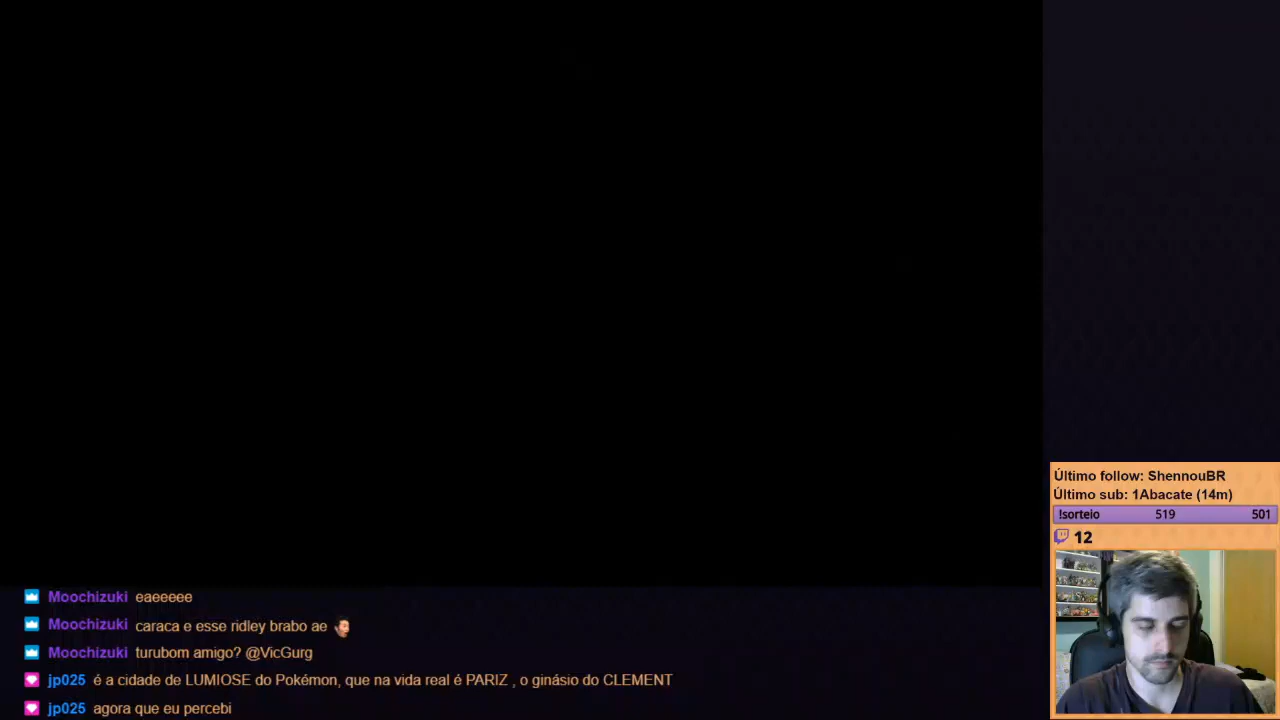 Último follow: ShennouBR
Último sub: 1Abacate (14m)
!sorteio 519 501
12
Moochizuki eaeeeee
Moochizuki caraca e esse ridley brabo ae
Moochizuki turubom amigo? @VicGurg
jp025 é a cidade de LUMIOSE do Pokémon, que na vida real é PARIZ , o ginásio do CLEMENT
jp025 agora que eu percebi